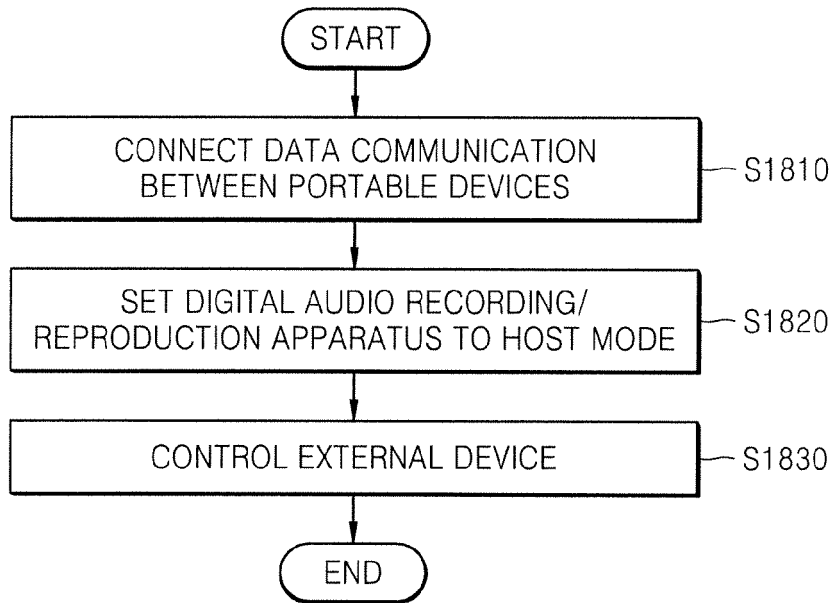 START
CONNECT DATA COMMUNICATION
BETWEEN PORTABLE DEVICES
S1810
SET DIGITAL AUDIO RECORDING/
REPRODUCTION APPARATUS TO HOST MODE
S1820
CONTROL EXTERNAL DEVICE
S1830
END